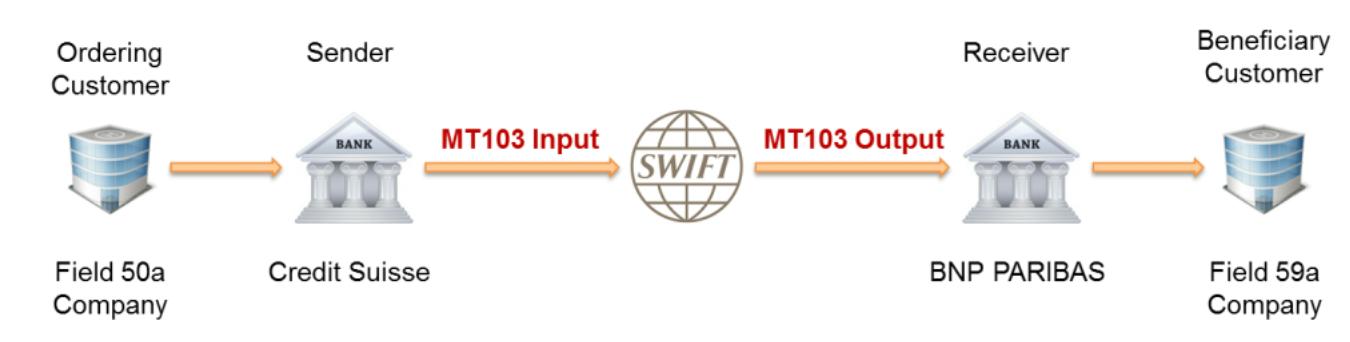 Ordering
Customer
Sender
Receiver
Beneficiary
Customer
BANK
MT103 Input
SWIFT
MT103 Output
BANK
Field 50a
Company
Credit Suisse
BNP PARIBAS
Field 59a
Company